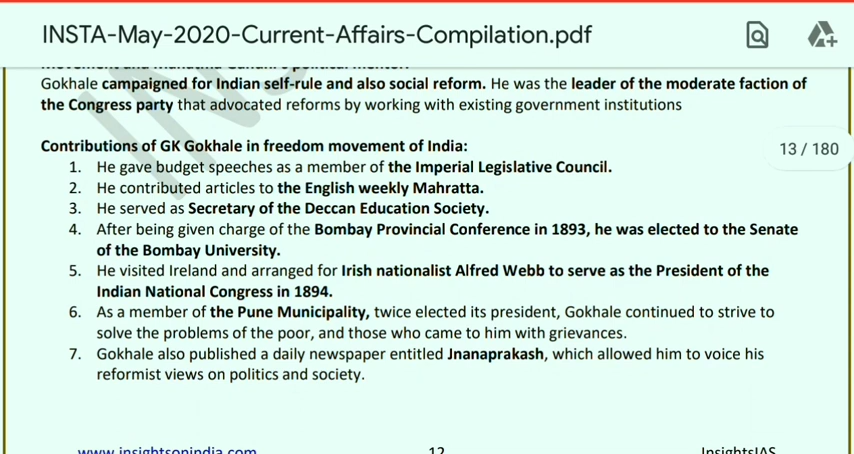 INSTA-May-2020-Current-Affairs-Compilation.pdf
Gokhale campaigned for Indian self-rule and also social reform. He was the leader of the moderate faction of
the Congress party that advocated reforms by working with existing government institutions
Contributions of GK Gokhale in freedom movement of India:
13 / 180
1. He gave budget speeches as a member of the Imperial Legislative Council.
2. He contributed articles to the English weekly Mahratta.
3. He served as Secretary of the Deccan Education Society.
4. After being given charge of the Bombay Provincial Conference in 1893, he was elected to the Senate
of the Bombay University.
5. He visited Ireland and arranged for Irish nationalist Alfred Webb to serve as the President of the
Indian National Congress in 1894.
6. As a member of the Pune Municipality, twice elected its president, Gokhale continued to strive to
solve the problems of the poor, and those who came to him with grievances.
7. Gokhale also published a daily newspaper entitled Jnanaprakash, which allowed him to voice his
reformist views on politics and society.
www.insightsonindia.com 12 InsightsIAS